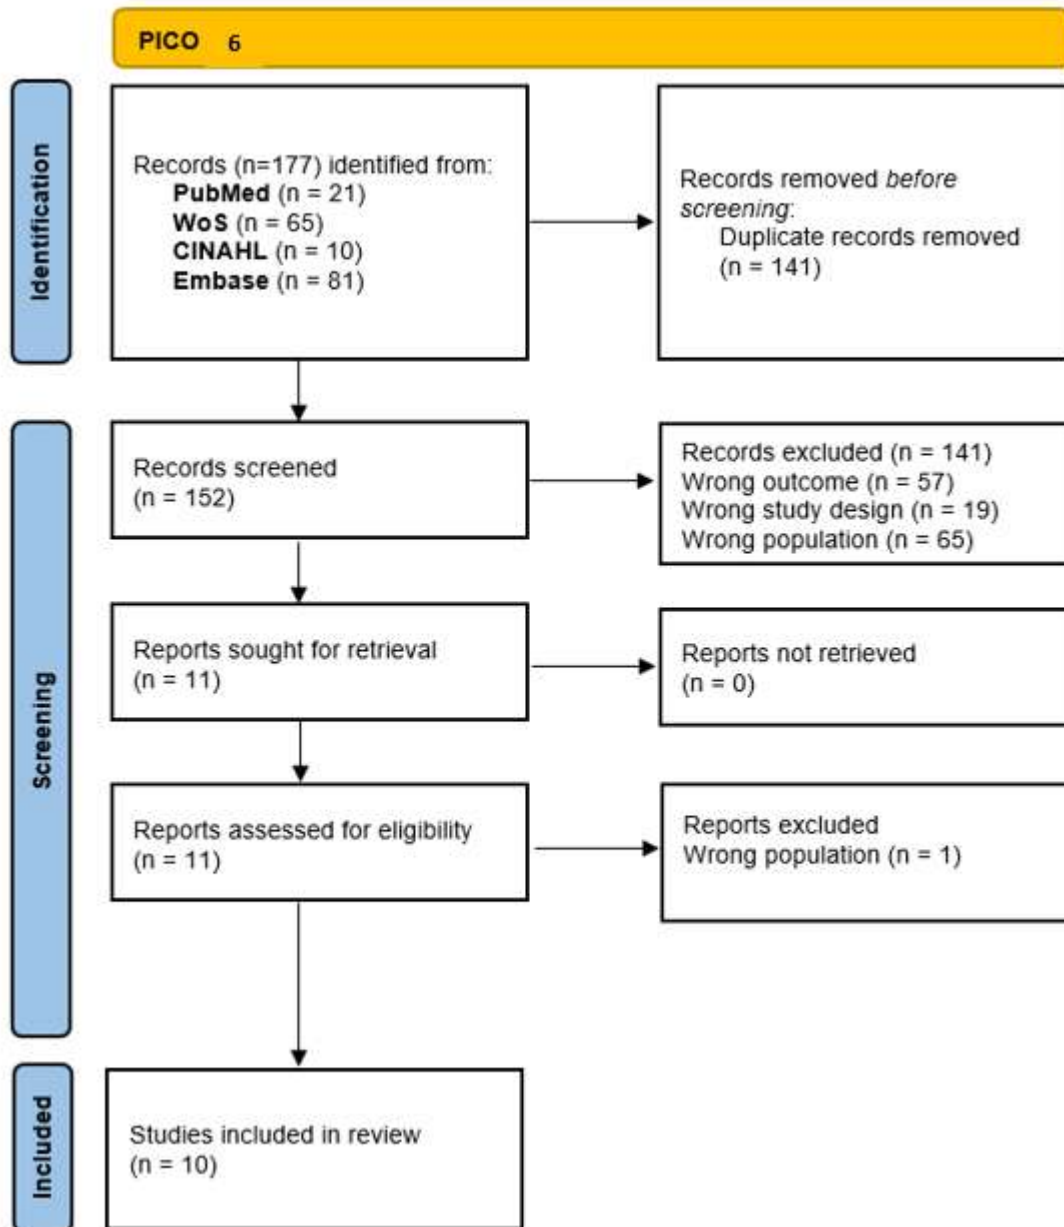 PICO 6
Identification
Records (n=177) identified from:
PubMed (n = 21)
WoS (n = 65)
CINAHL (n = 10)
Embase (n = 81)
Records removed before
screening:
Duplicate records removed
(n = 141)
Screening
Records screened
(n = 152)
Records excluded (n = 141)
Wrong outcome (n = 57)
Wrong study design (n = 19)
Wrong population (n = 65)
Reports sought for retrieval
(n = 11)
Reports not retrieved
(n = 0)
Reports assessed for eligibility
(n = 11)
Reports excluded
Wrong population (n = 1)
Included
Studies included in review
(n = 10)